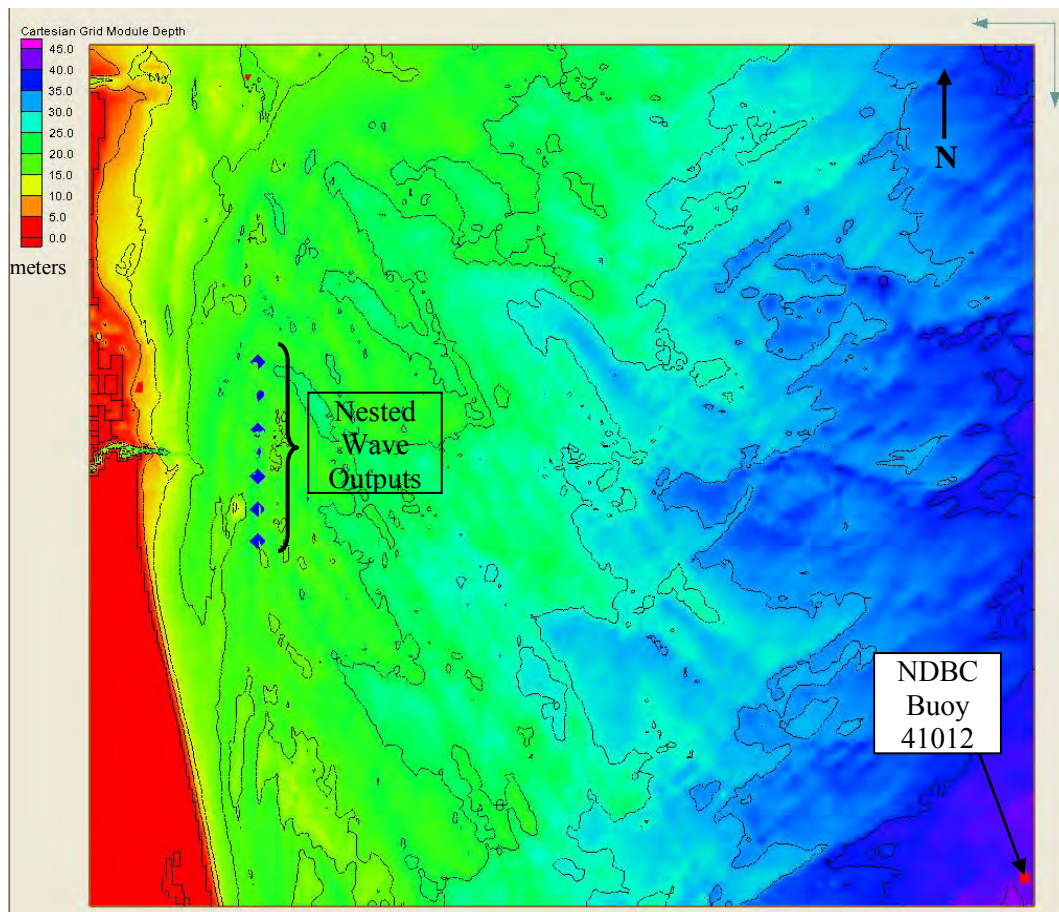 Cartesian Grid Module Depth
45.0
40.0
35.0
30.0
25.0
20.0
15.0
10.0
5.0
0.0
meters
N
Nested
Wave
Outputs
NDBC
Buoy
41012